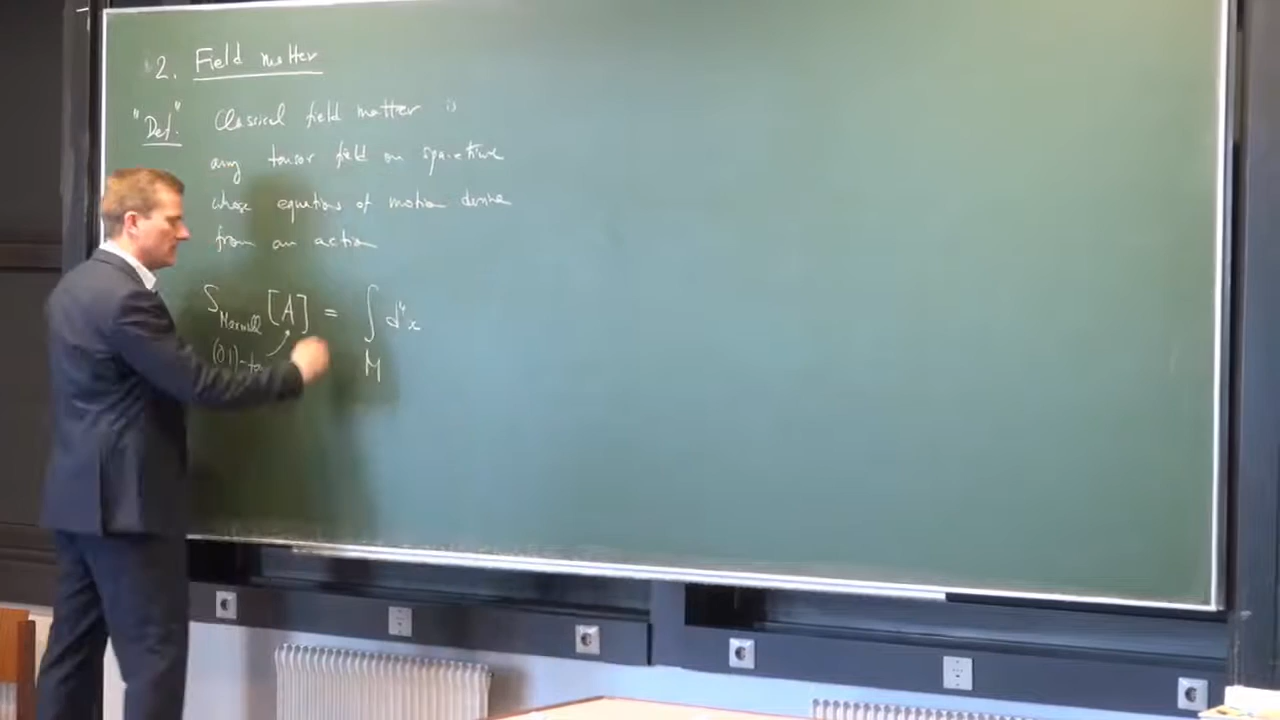 2. Field matter
"Def." Classical field matter is
any tensor field on spacetime
whose equations of motion derive
from an action
S Maxwell [A] = ∫ d⁴x
(0,1)-te M